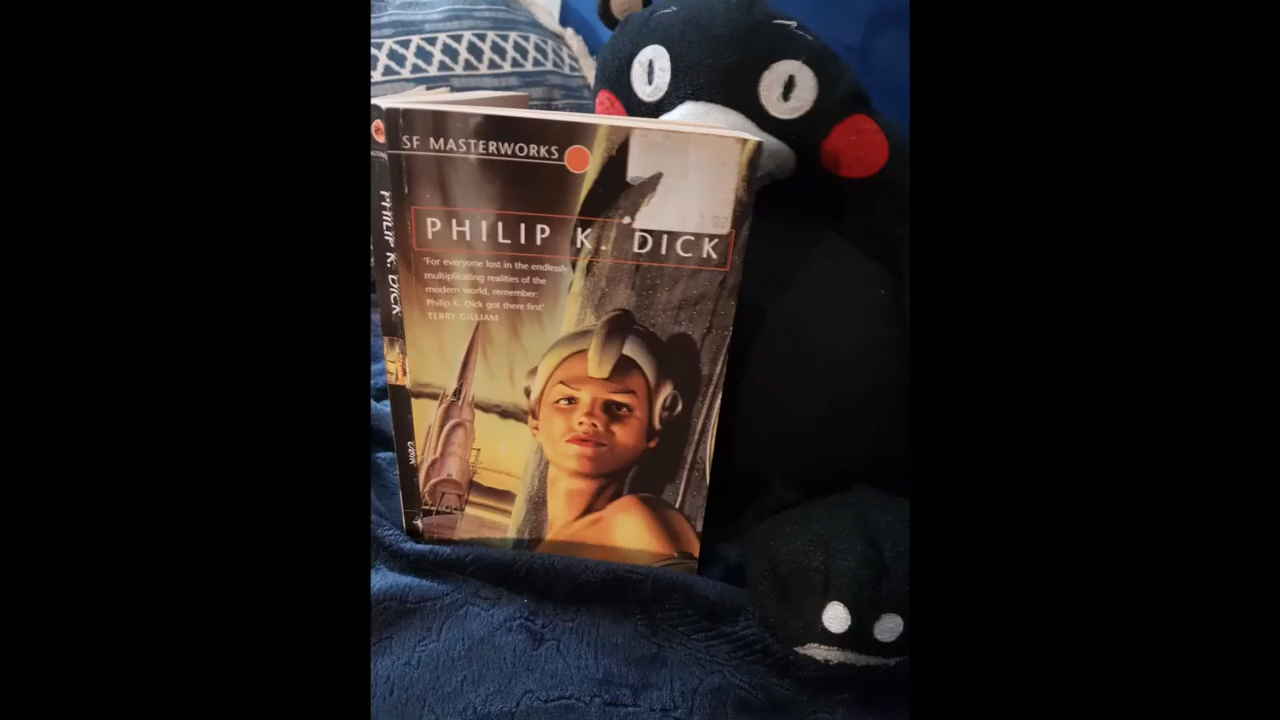 SF MASTERWORKS
PHILIP K. DICK
'For everyone lost in the endlessly
multiplicating realities of the
modern world, remember:
Philip K. Dick got there first'
TERRY GILLIAM
PHILIP K. DICK